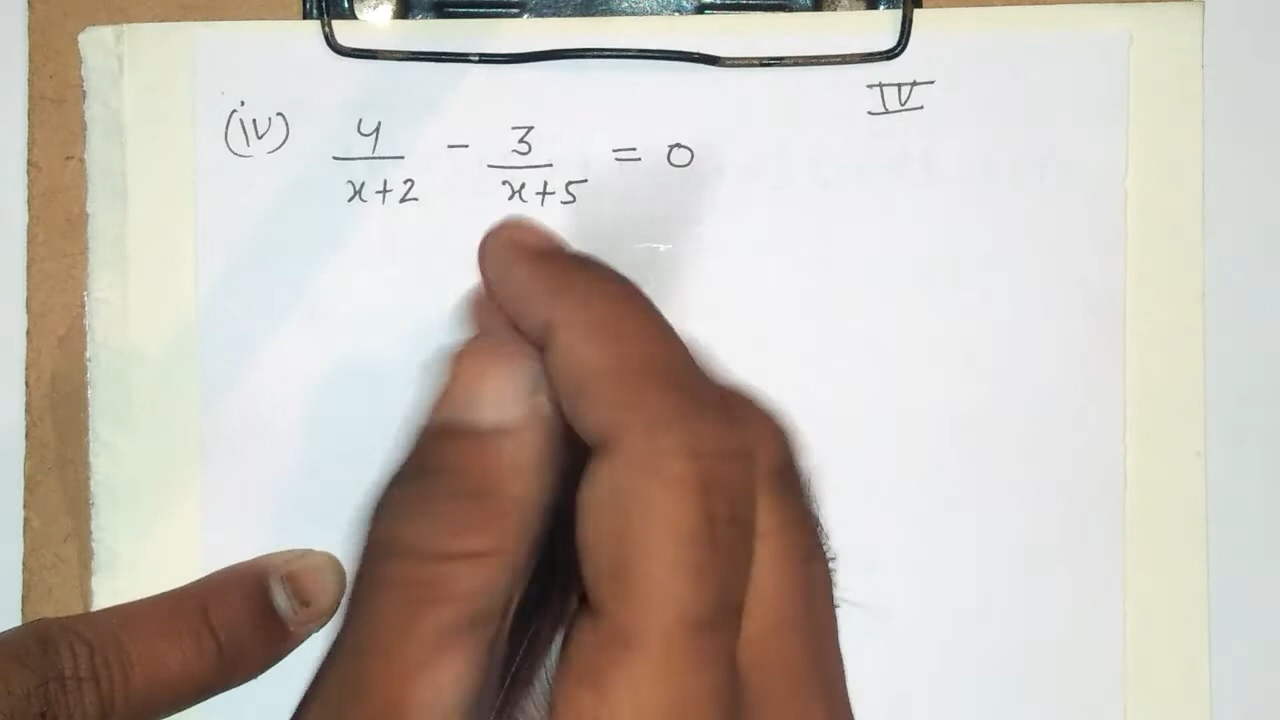 IV
(iv) 4/(x+2) - 3/(x+5) = 0